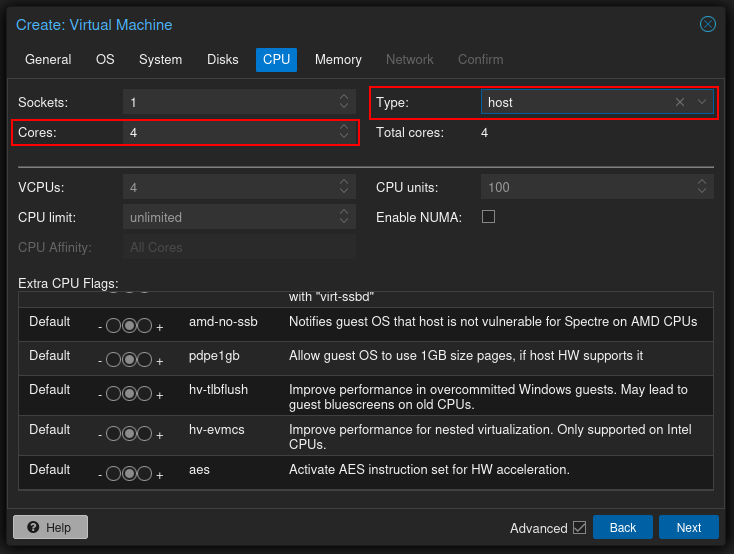 Create: Virtual Machine
General OS System Disks CPU Memory Network Confirm
Sockets: 1 Type: host
Cores: 4 Total cores: 4
VCPUs: 4 CPU units: 100
CPU limit: unlimited Enable NUMA:
CPU Affinity: All Cores
Extra CPU Flags:
with "virt-ssbd"
Default - + amd-no-ssb Notifies guest OS that host is not vulnerable for Spectre on AMD CPUs
Default - + pdpe1gb Allow guest OS to use 1GB size pages, if host HW supports it
Default - + hv-tlbflush Improve performance in overcommitted Windows guests. May lead to
guest bluescreens on old CPUs.
Default - + hv-evmcs Improve performance for nested virtualization. Only supported on Intel
CPUs.
Default - + aes Activate AES instruction set for HW acceleration.
? Help Advanced Back Next